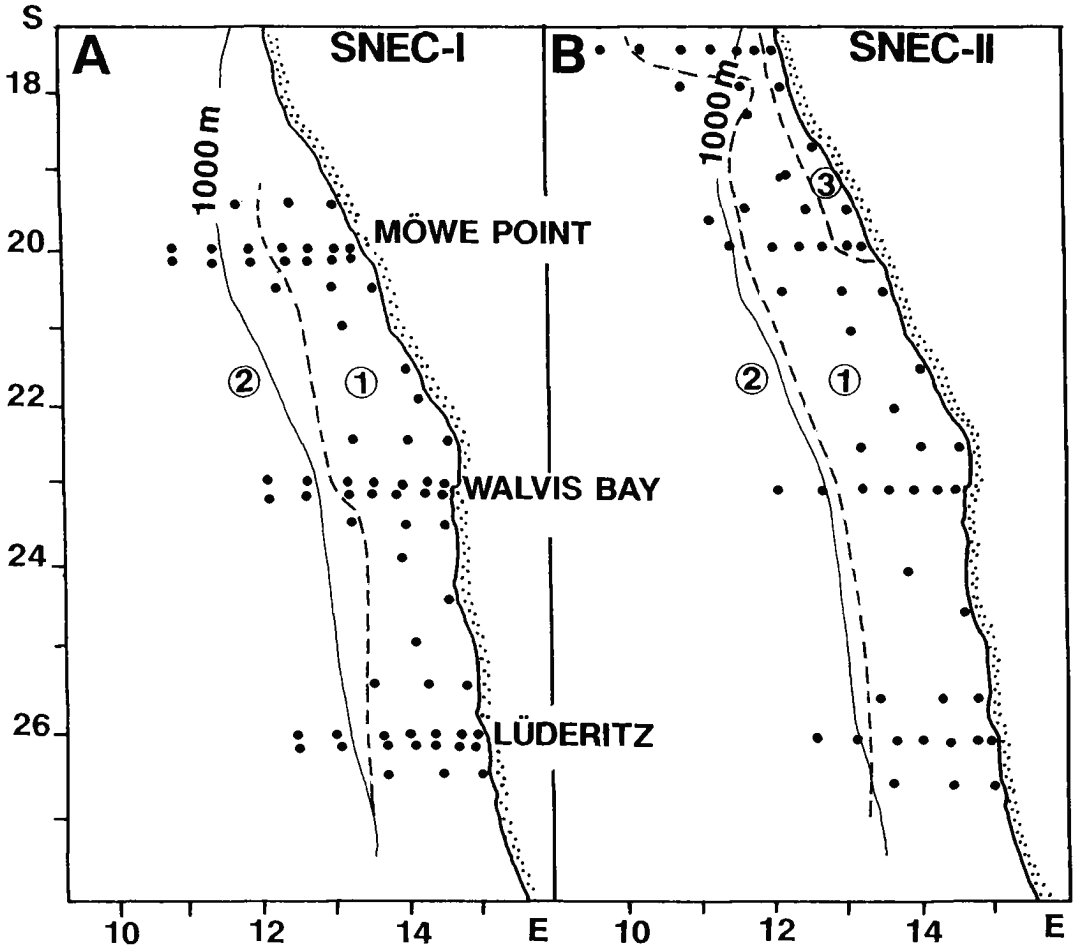 S
A SNEC-I
B SNEC-II
18
1000 m
1000 m
3
MÖWE POINT
20
2 1
2 1
22
WALVIS BAY
24
26
LÜDERITZ
10 12 14 E
10 12 14 E